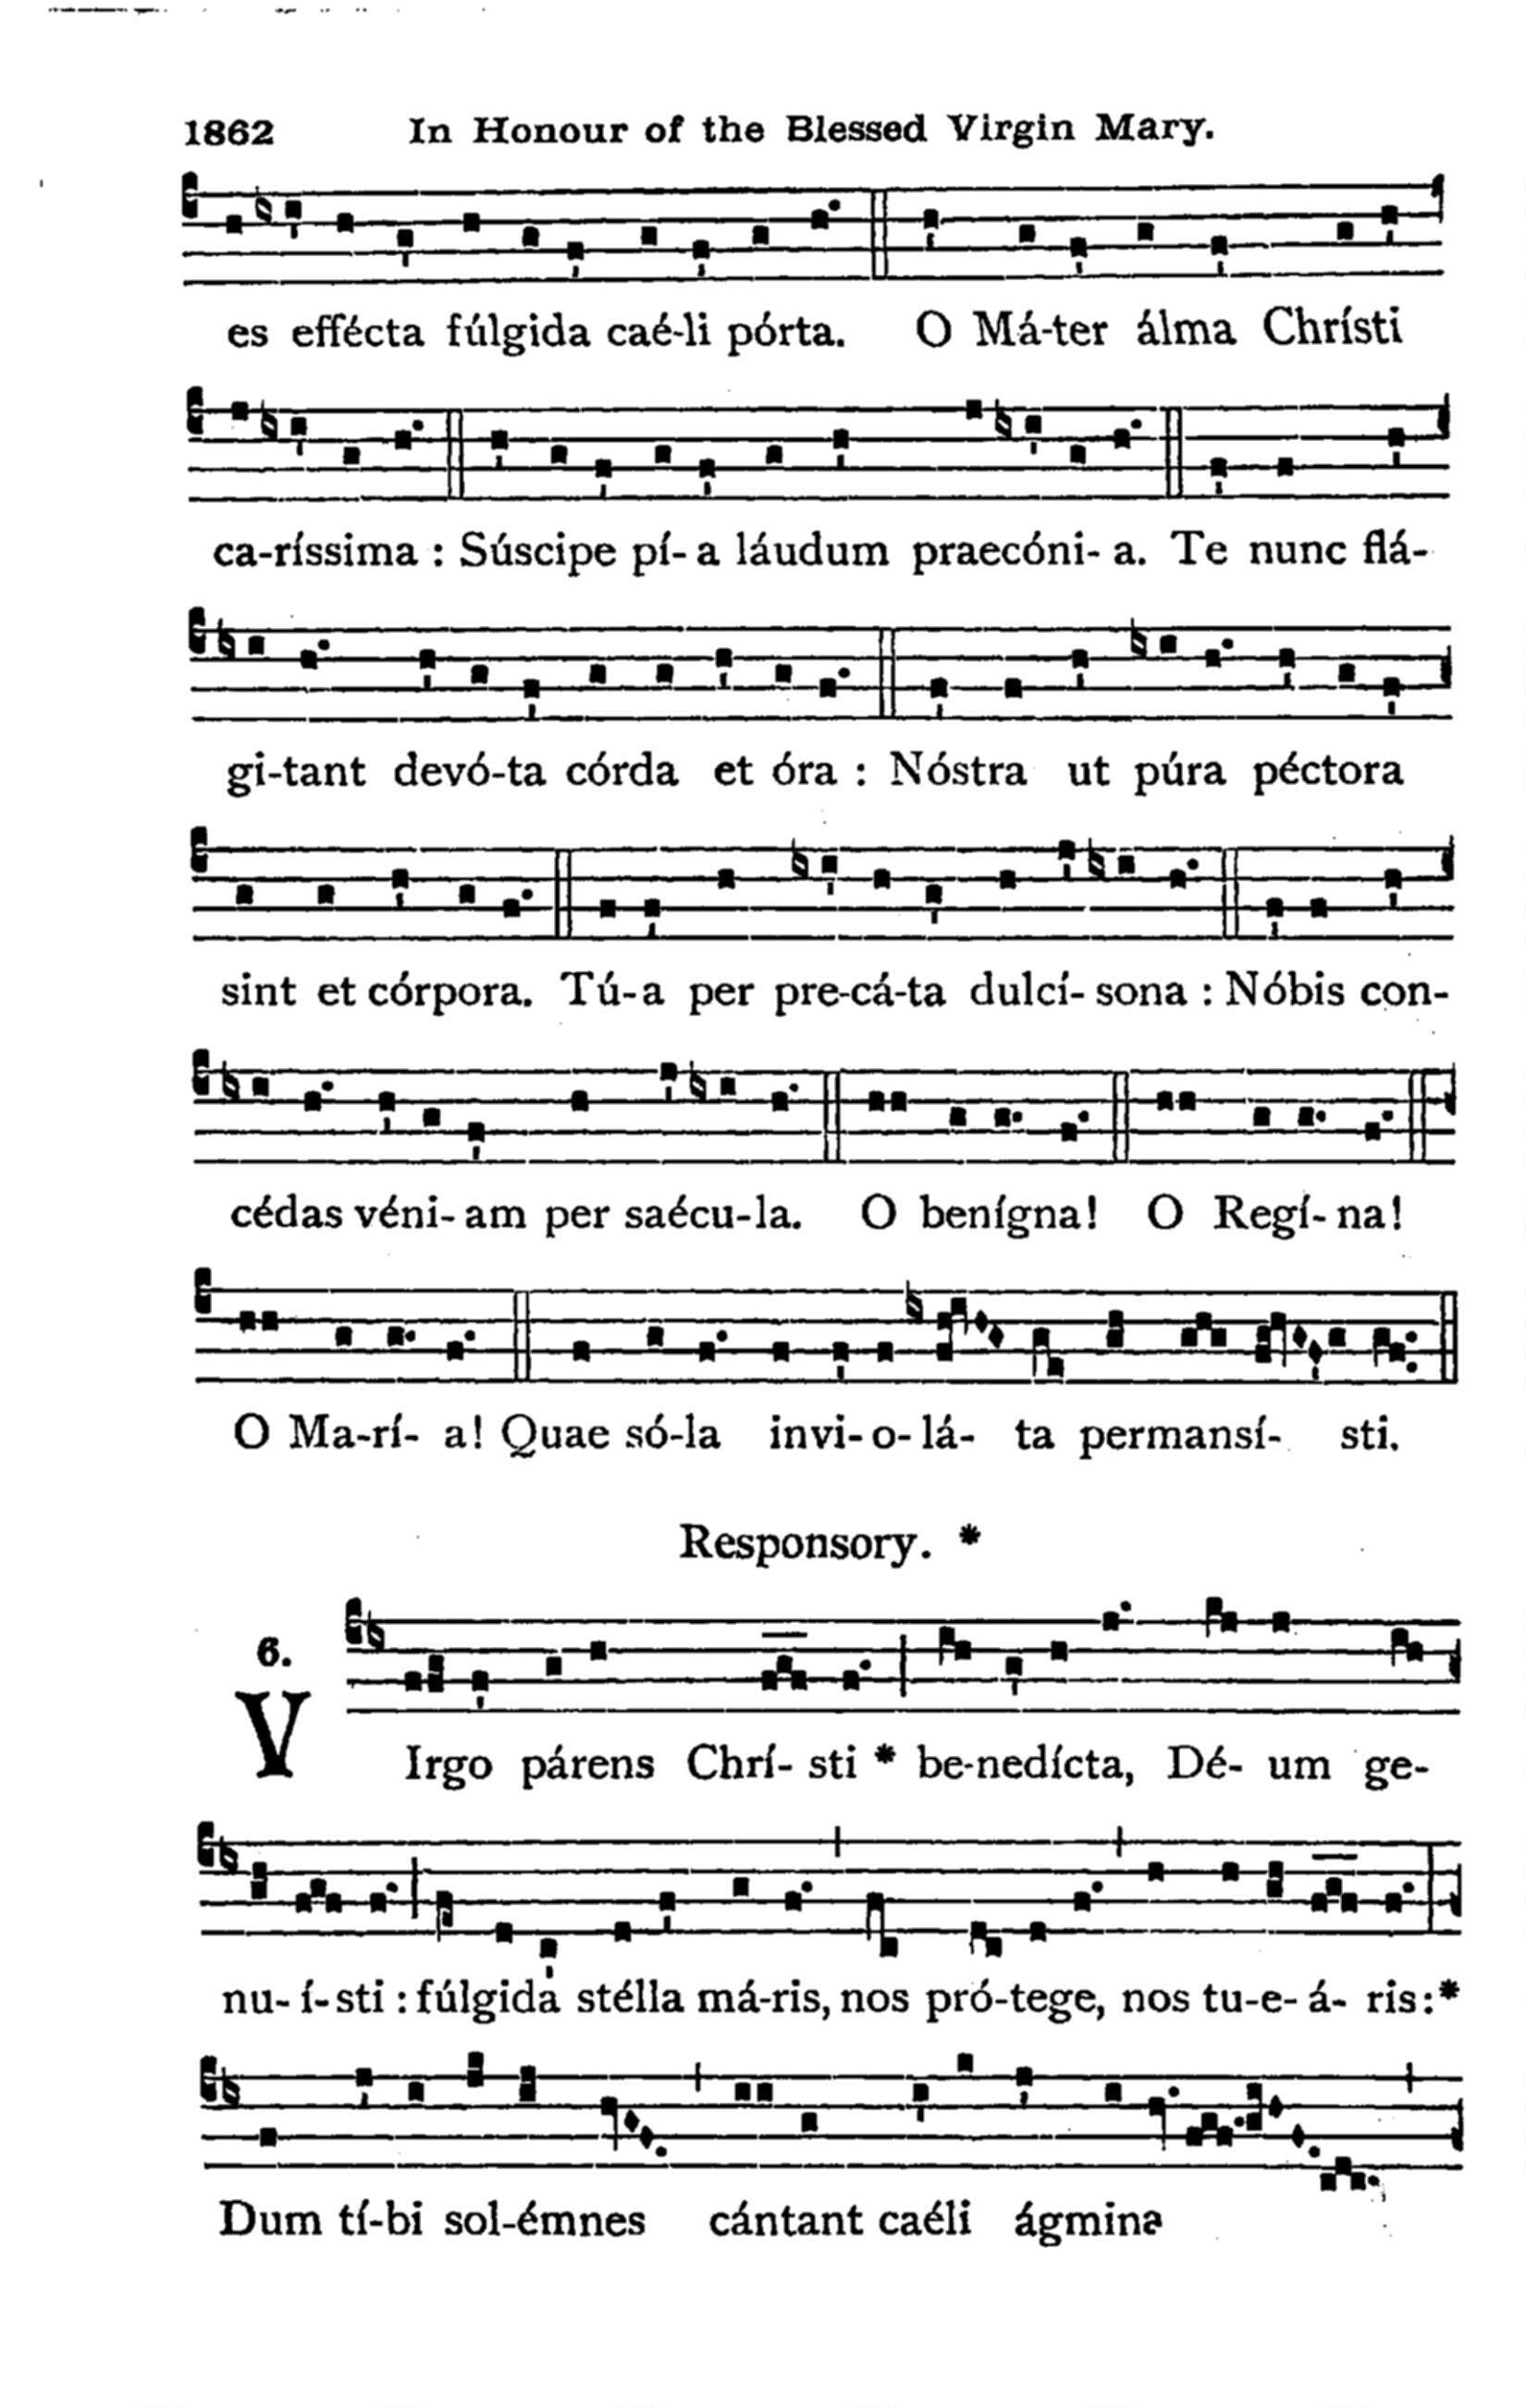 1862 In Honour of the Blessed Virgin Mary.
es effécta fúlgida caé-li pórta. O Má-ter álma Chrísti
ca-ríssima : Súscipe pí- a láudum praecóni- a. Te nunc flá-
gi-tant devó-ta córda et óra : Nóstra ut púra péctora
sint et córpora. Tú-a per pre-cá-ta dulcí- sona : Nóbis con-
cédas véni- am per saécu-la. O benígna! O Regí- na!
O Ma-rí- a! Quae só-la invi- o- lá- ta permansí- sti.
Responsory. *
6.
VIrgo párens Chrí- sti * be-nedícta, Dé- um ge-
nu- í- sti : fúlgida stélla má-ris, nos pró-tege, nos tu-e- á- ris :*
Dum tí-bi sol-émnes cántant caéli ágmina